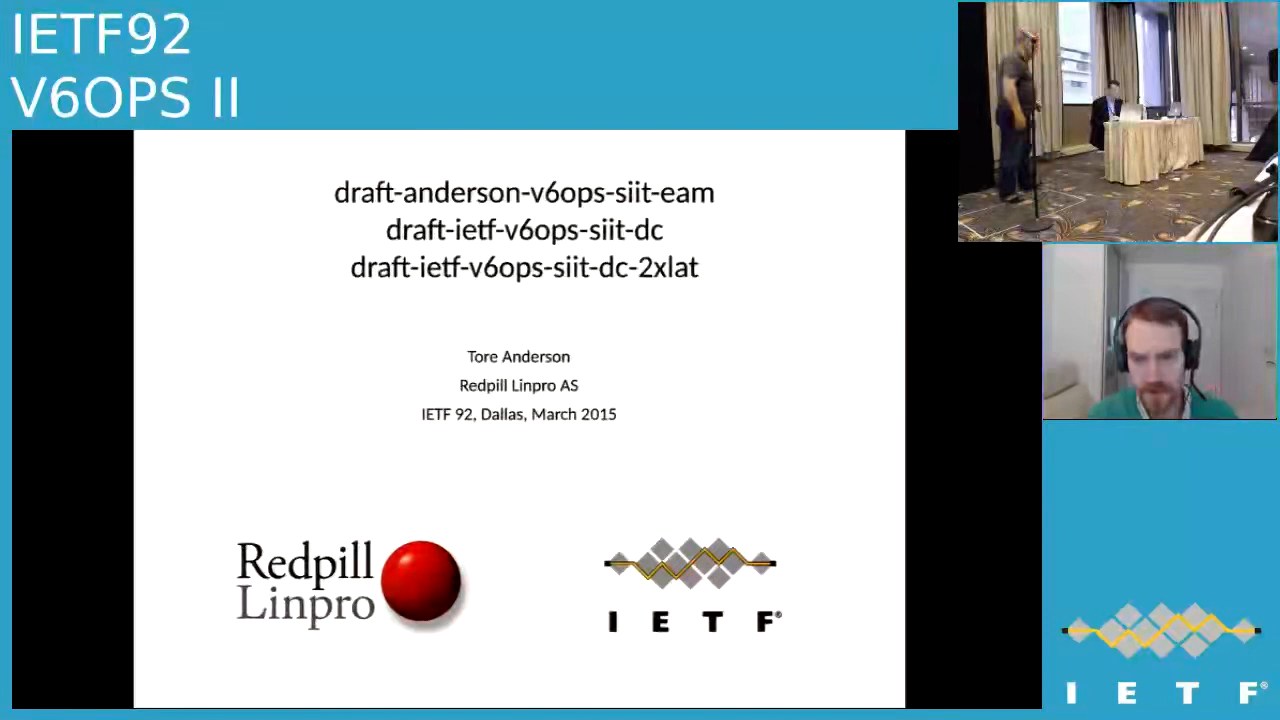 IETF92
V6OPS II
draft-anderson-v6ops-siit-eam
draft-ietf-v6ops-siit-dc
draft-ietf-v6ops-siit-dc-2xlat
Tore Anderson
Redpill Linpro AS
IETF 92, Dallas, March 2015
Redpill
Linpro
I E T F®
I E T F®